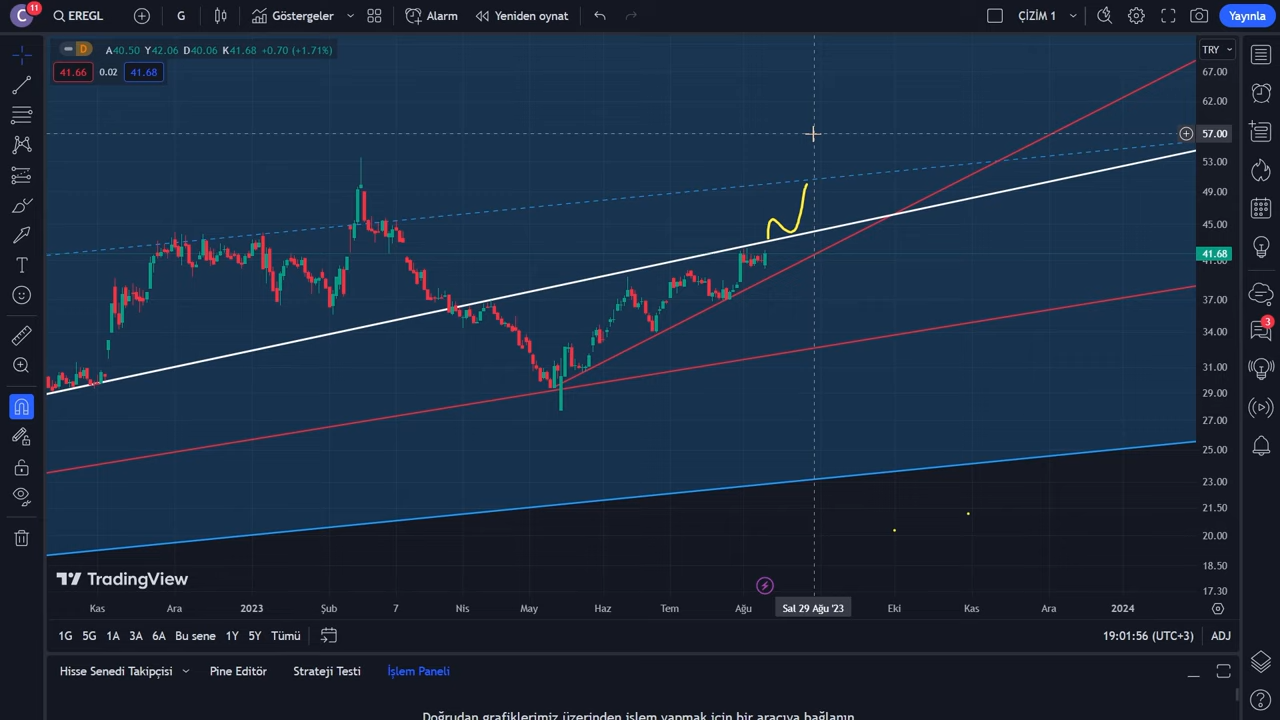 C 11 EREGL G Göstergeler Alarm Yeniden oynat ÇİZİM 1 Yayınla
D A40.50 Y42.06 D40.06 K41.68 +0.70 (+1.71%)
41.66 0.02 41.68
TRY
67.00
62.00
57.00
53.00
49.00
45.00
41.68
37.00
34.00
31.00
29.00
27.00
25.00
23.00
21.50
20.00
18.50
17.30
3
TradingView
Kas Ara 2023 Şub 7 Nis May Haz Tem Ağu Sal 29 Ağu '23 Eki Kas Ara 2024
1G 5G 1A 3A 6A Bu sene 1Y 5Y Tümü 19:01:56 (UTC+3) ADJ
Hisse Senedi Takipçisi Pine Editör Strateji Testi İşlem Paneli
Doğrudan grafiklerimiz üzerinden işlem yapmak için bir aracıya bağlanın